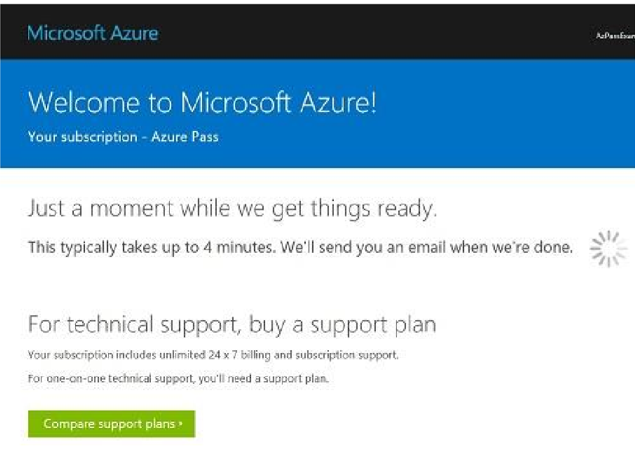 Microsoft Azure
Welcome to Microsoft Azure!
Your subscription - Azure Pass
Just a moment while we get things ready.
This typically takes up to 4 minutes. We'll send you an email when we're done.
For technical support, buy a support plan
Your subscription includes unlimited 24 x 7 billing and subscription support.
For one-on-one technical support, you'll need a support plan.
Compare support plans ›